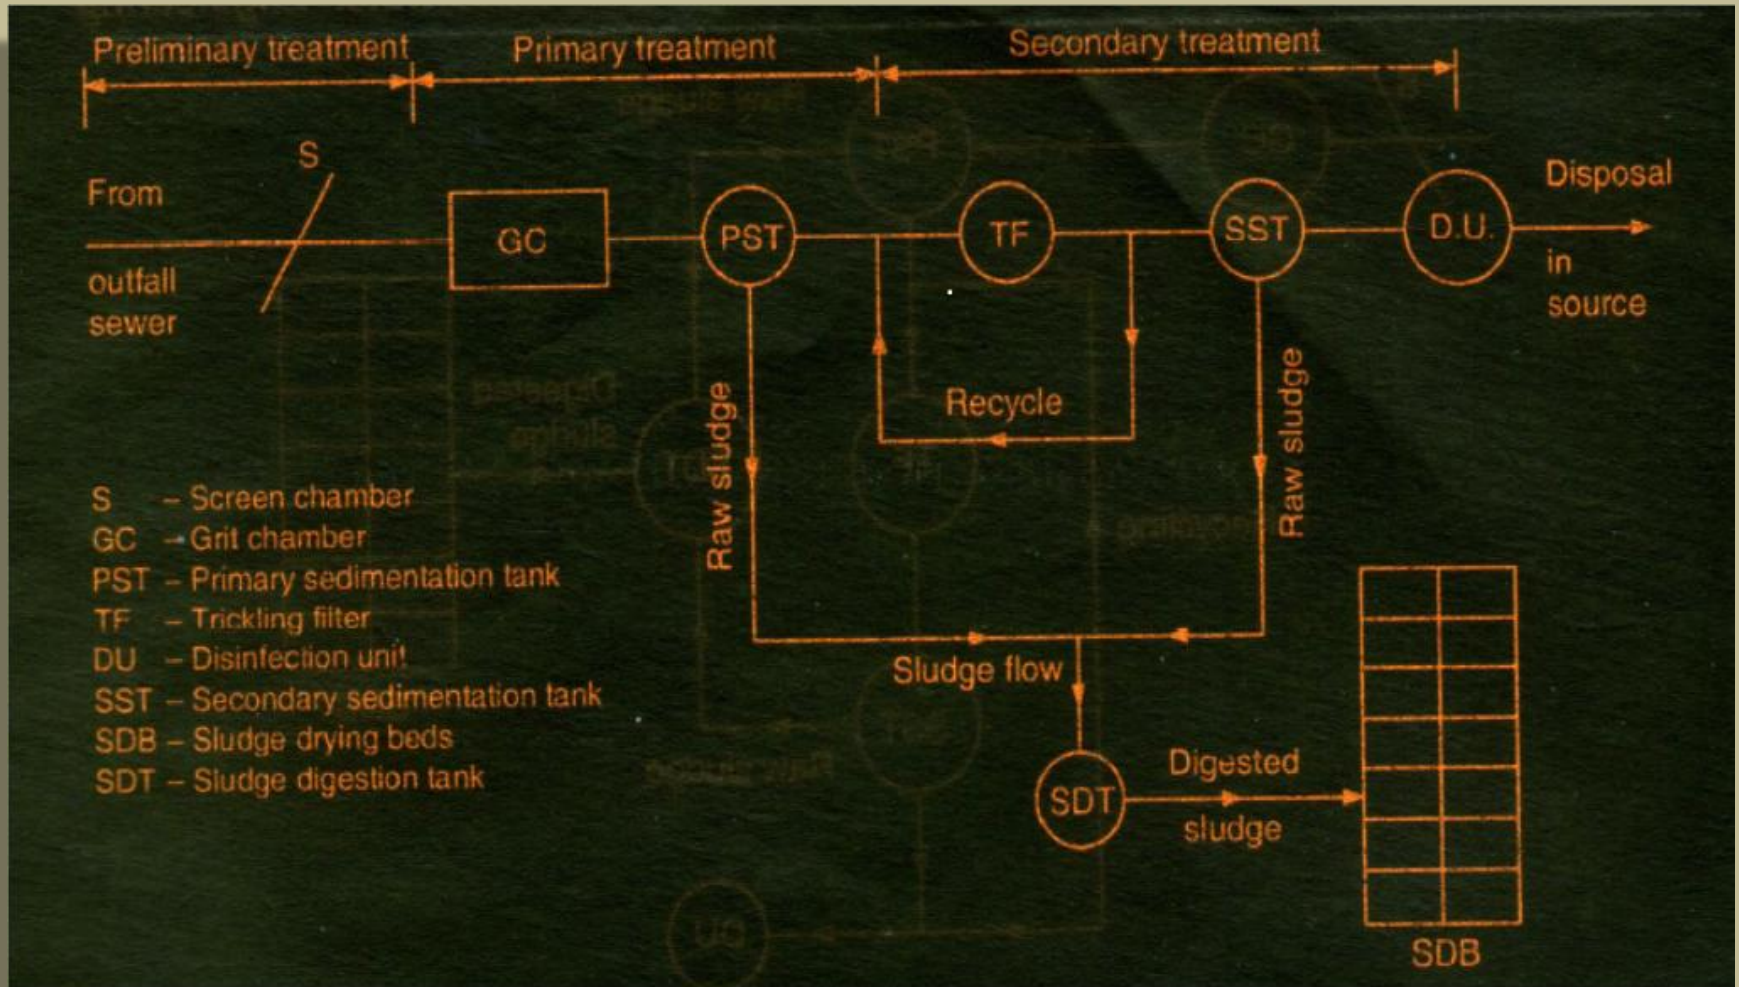 Preliminary treatment
Primary treatment
Secondary treatment
S
From
outfall
sewer
GC
PST
TF
SST
D.U.
Disposal
in
source
Recycle
Raw sludge
Raw sludge
S – Screen chamber
GC – Grit chamber
PST – Primary sedimentation tank
TF – Trickling filter
DU – Disinfection unit
SST – Secondary sedimentation tank
SDB – Sludge drying beds
SDT – Sludge digestion tank
Sludge flow
SDT
Digested
sludge
SDB